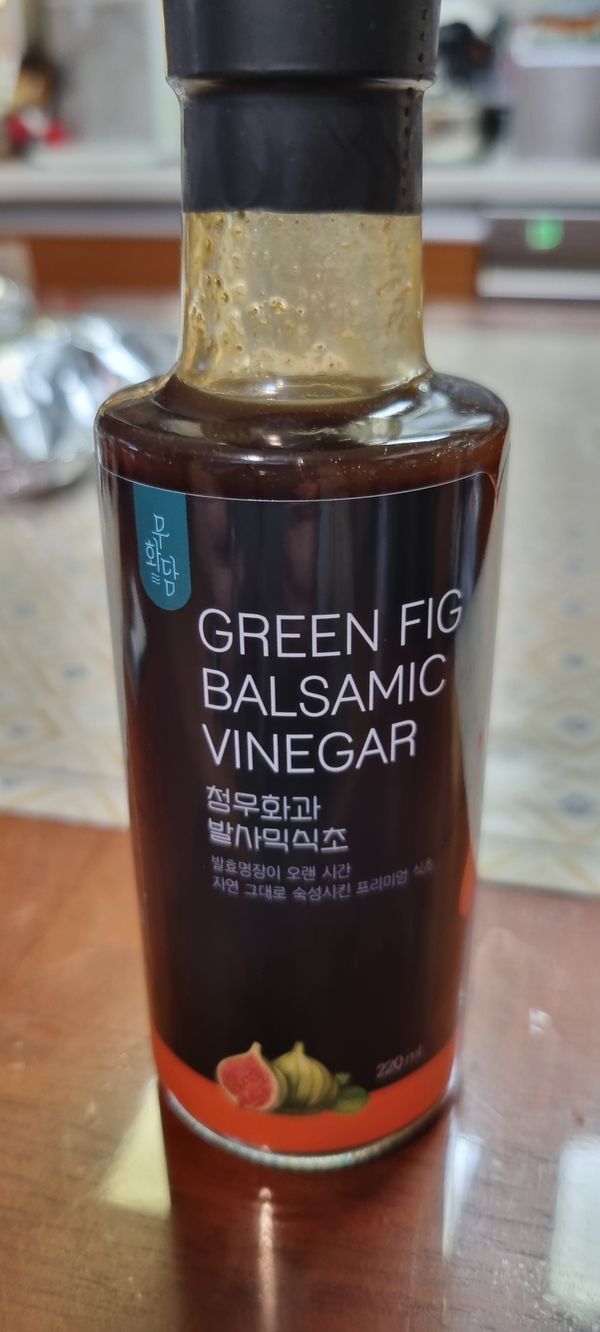 무화담
GREEN FIG
BALSAMIC
VINEGAR
청무화과
발사믹식초
발효명장이 오랜 시간
자연 그대로 숙성시킨 프리미엄 식초
220 ml